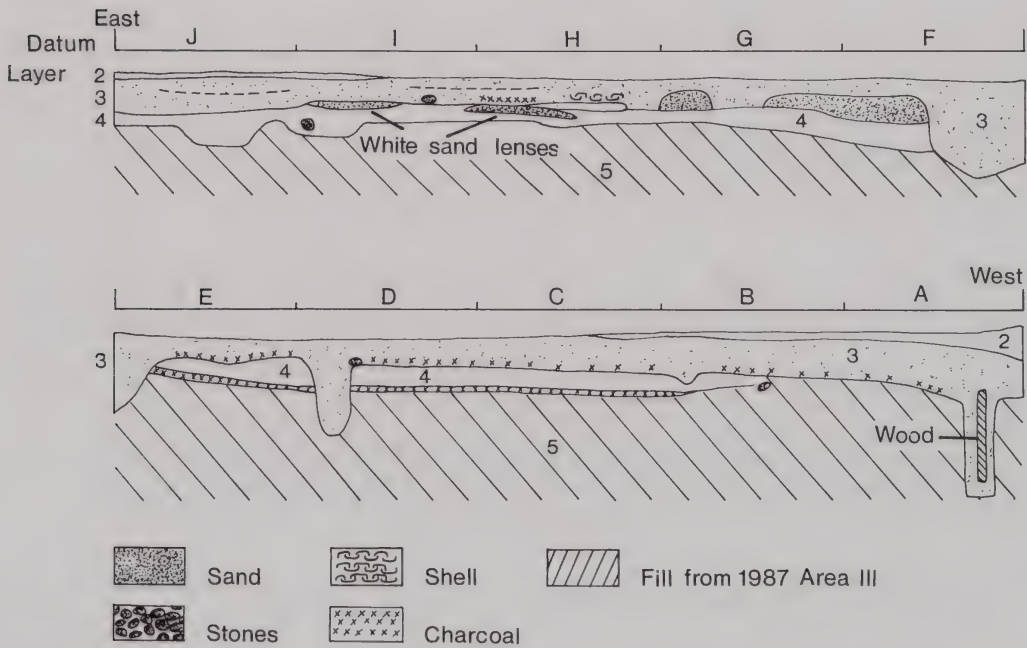 East
Datum J I H G F
Layer 2
3
4
White sand lenses
4
3
5
West
E D C B A
3
2
3
4
4
Wood
5
Sand Shell Fill from 1987 Area III
Stones Charcoal